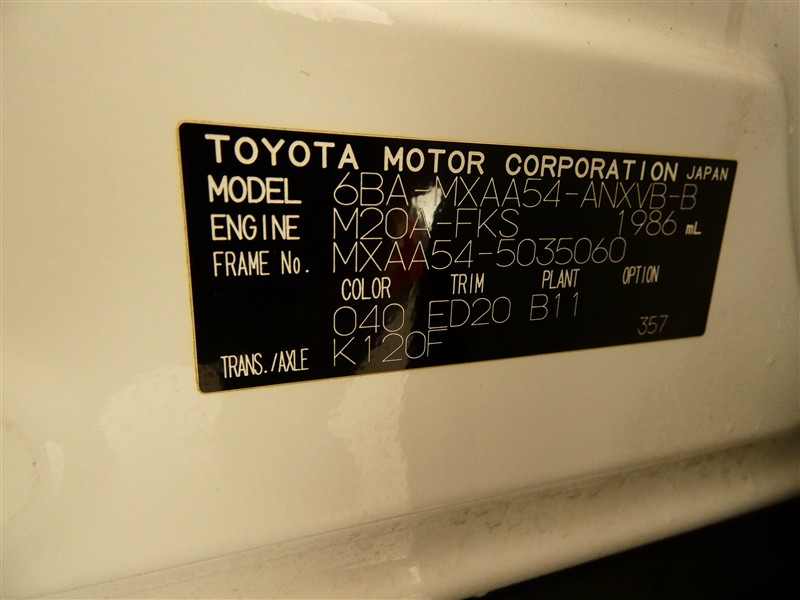 TOYOTA MOTOR CORPORATION JAPAN
MODEL 6BA-MXAA54-ANXVB-B
ENGINE M20A-FKS 1986 mL
FRAME No. MXAA54-5035060
COLOR TRIM PLANT OPTION
040 ED20 B11
357
TRANS./AXLE K120F